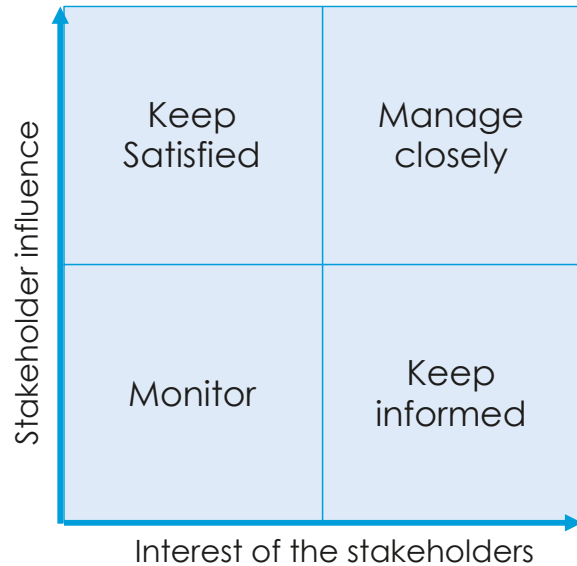 Stakeholder influence
Keep
Satisfied
Manage
closely
Monitor
Keep
informed
Interest of the stakeholders